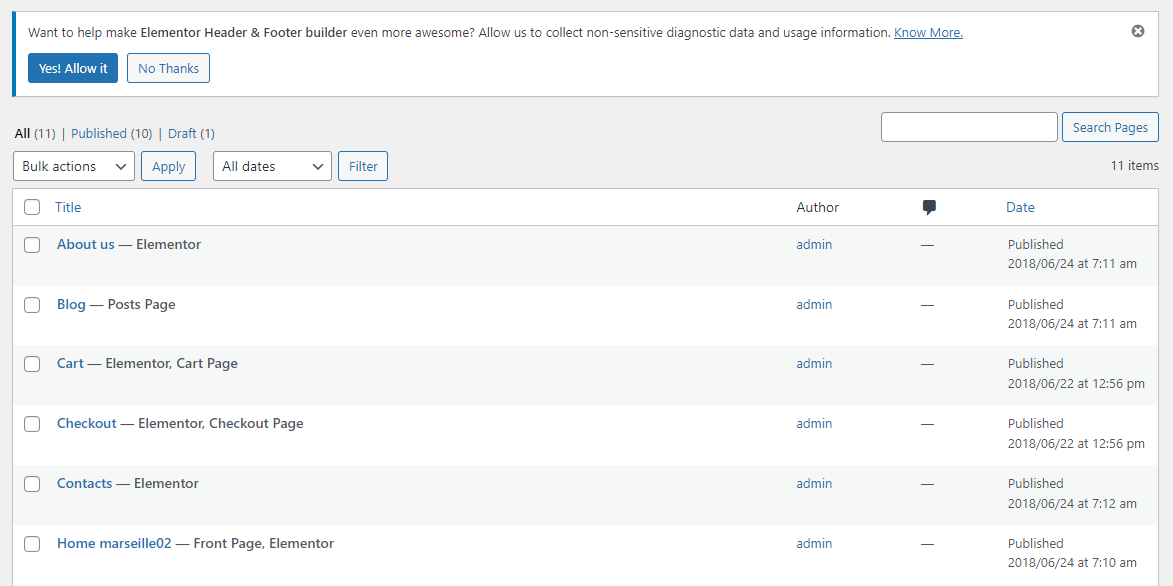 Want to help make Elementor Header & Footer builder even more awesome? Allow us to collect non-sensitive diagnostic data and usage information. Know More.
Yes! Allow it No Thanks
All (11) | Published (10) | Draft (1)
Search Pages
Bulk actions Apply All dates Filter
11 items
Title Author Date
About us — Elementor admin — Published
2018/06/24 at 7:11 am
Blog — Posts Page admin — Published
2018/06/24 at 7:11 am
Cart — Elementor, Cart Page admin — Published
2018/06/22 at 12:56 pm
Checkout — Elementor, Checkout Page admin — Published
2018/06/22 at 12:56 pm
Contacts — Elementor admin — Published
2018/06/24 at 7:12 am
Home marseille02 — Front Page, Elementor admin — Published
2018/06/24 at 7:10 am